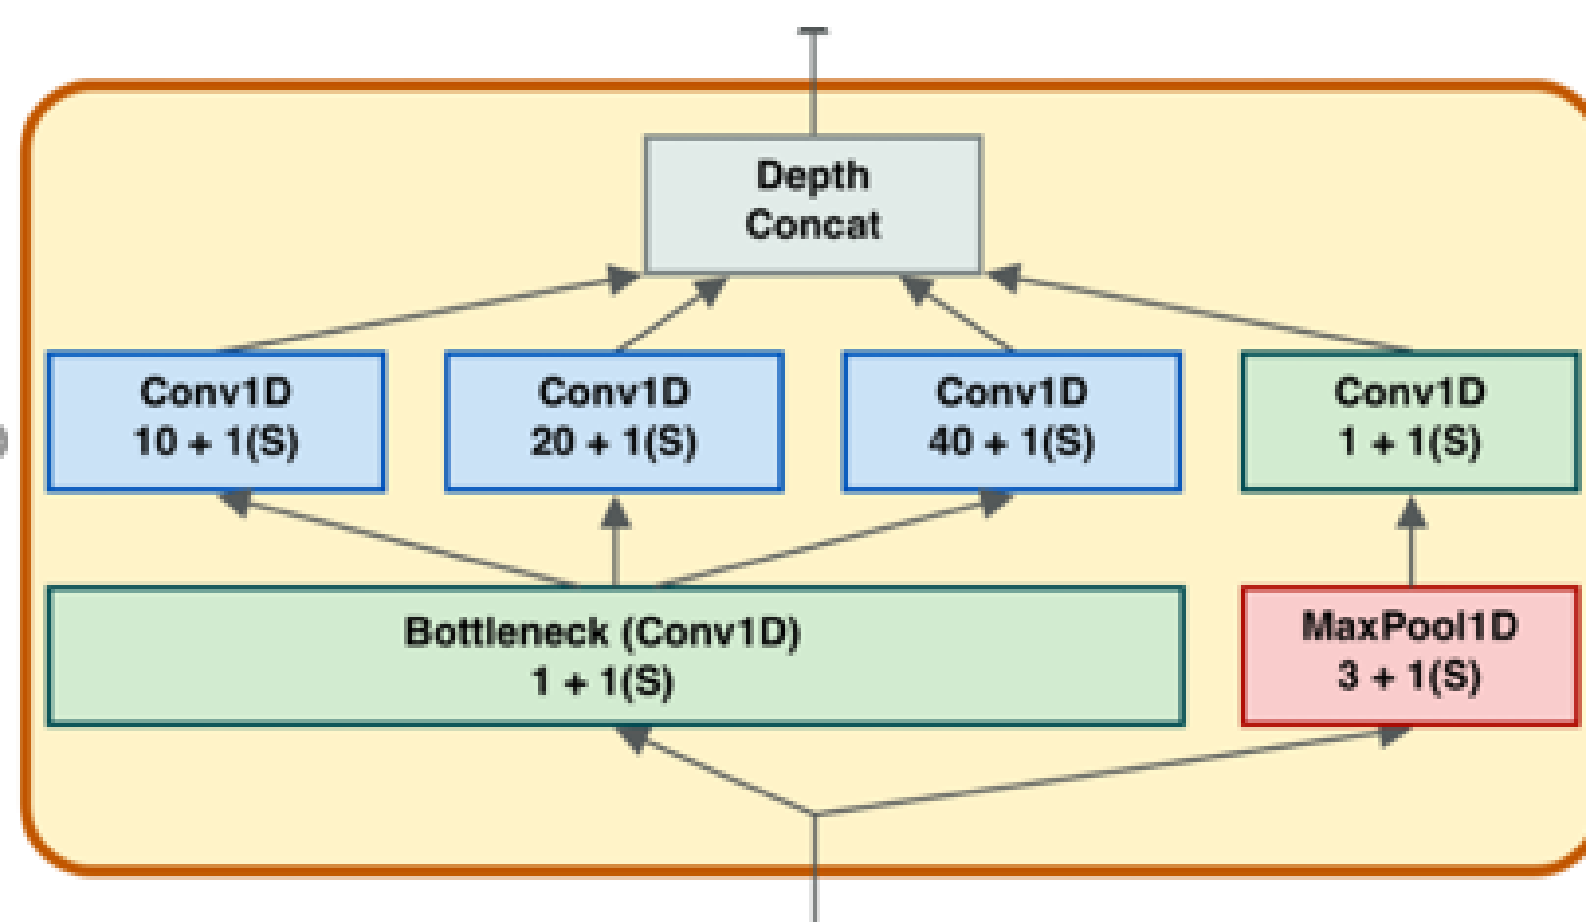 Depth
Concat
Conv1D
10 + 1(S)
Conv1D
20 + 1(S)
Conv1D
40 + 1(S)
Conv1D
1 + 1(S)
Bottleneck (Conv1D)
1 + 1(S)
MaxPool1D
3 + 1(S)